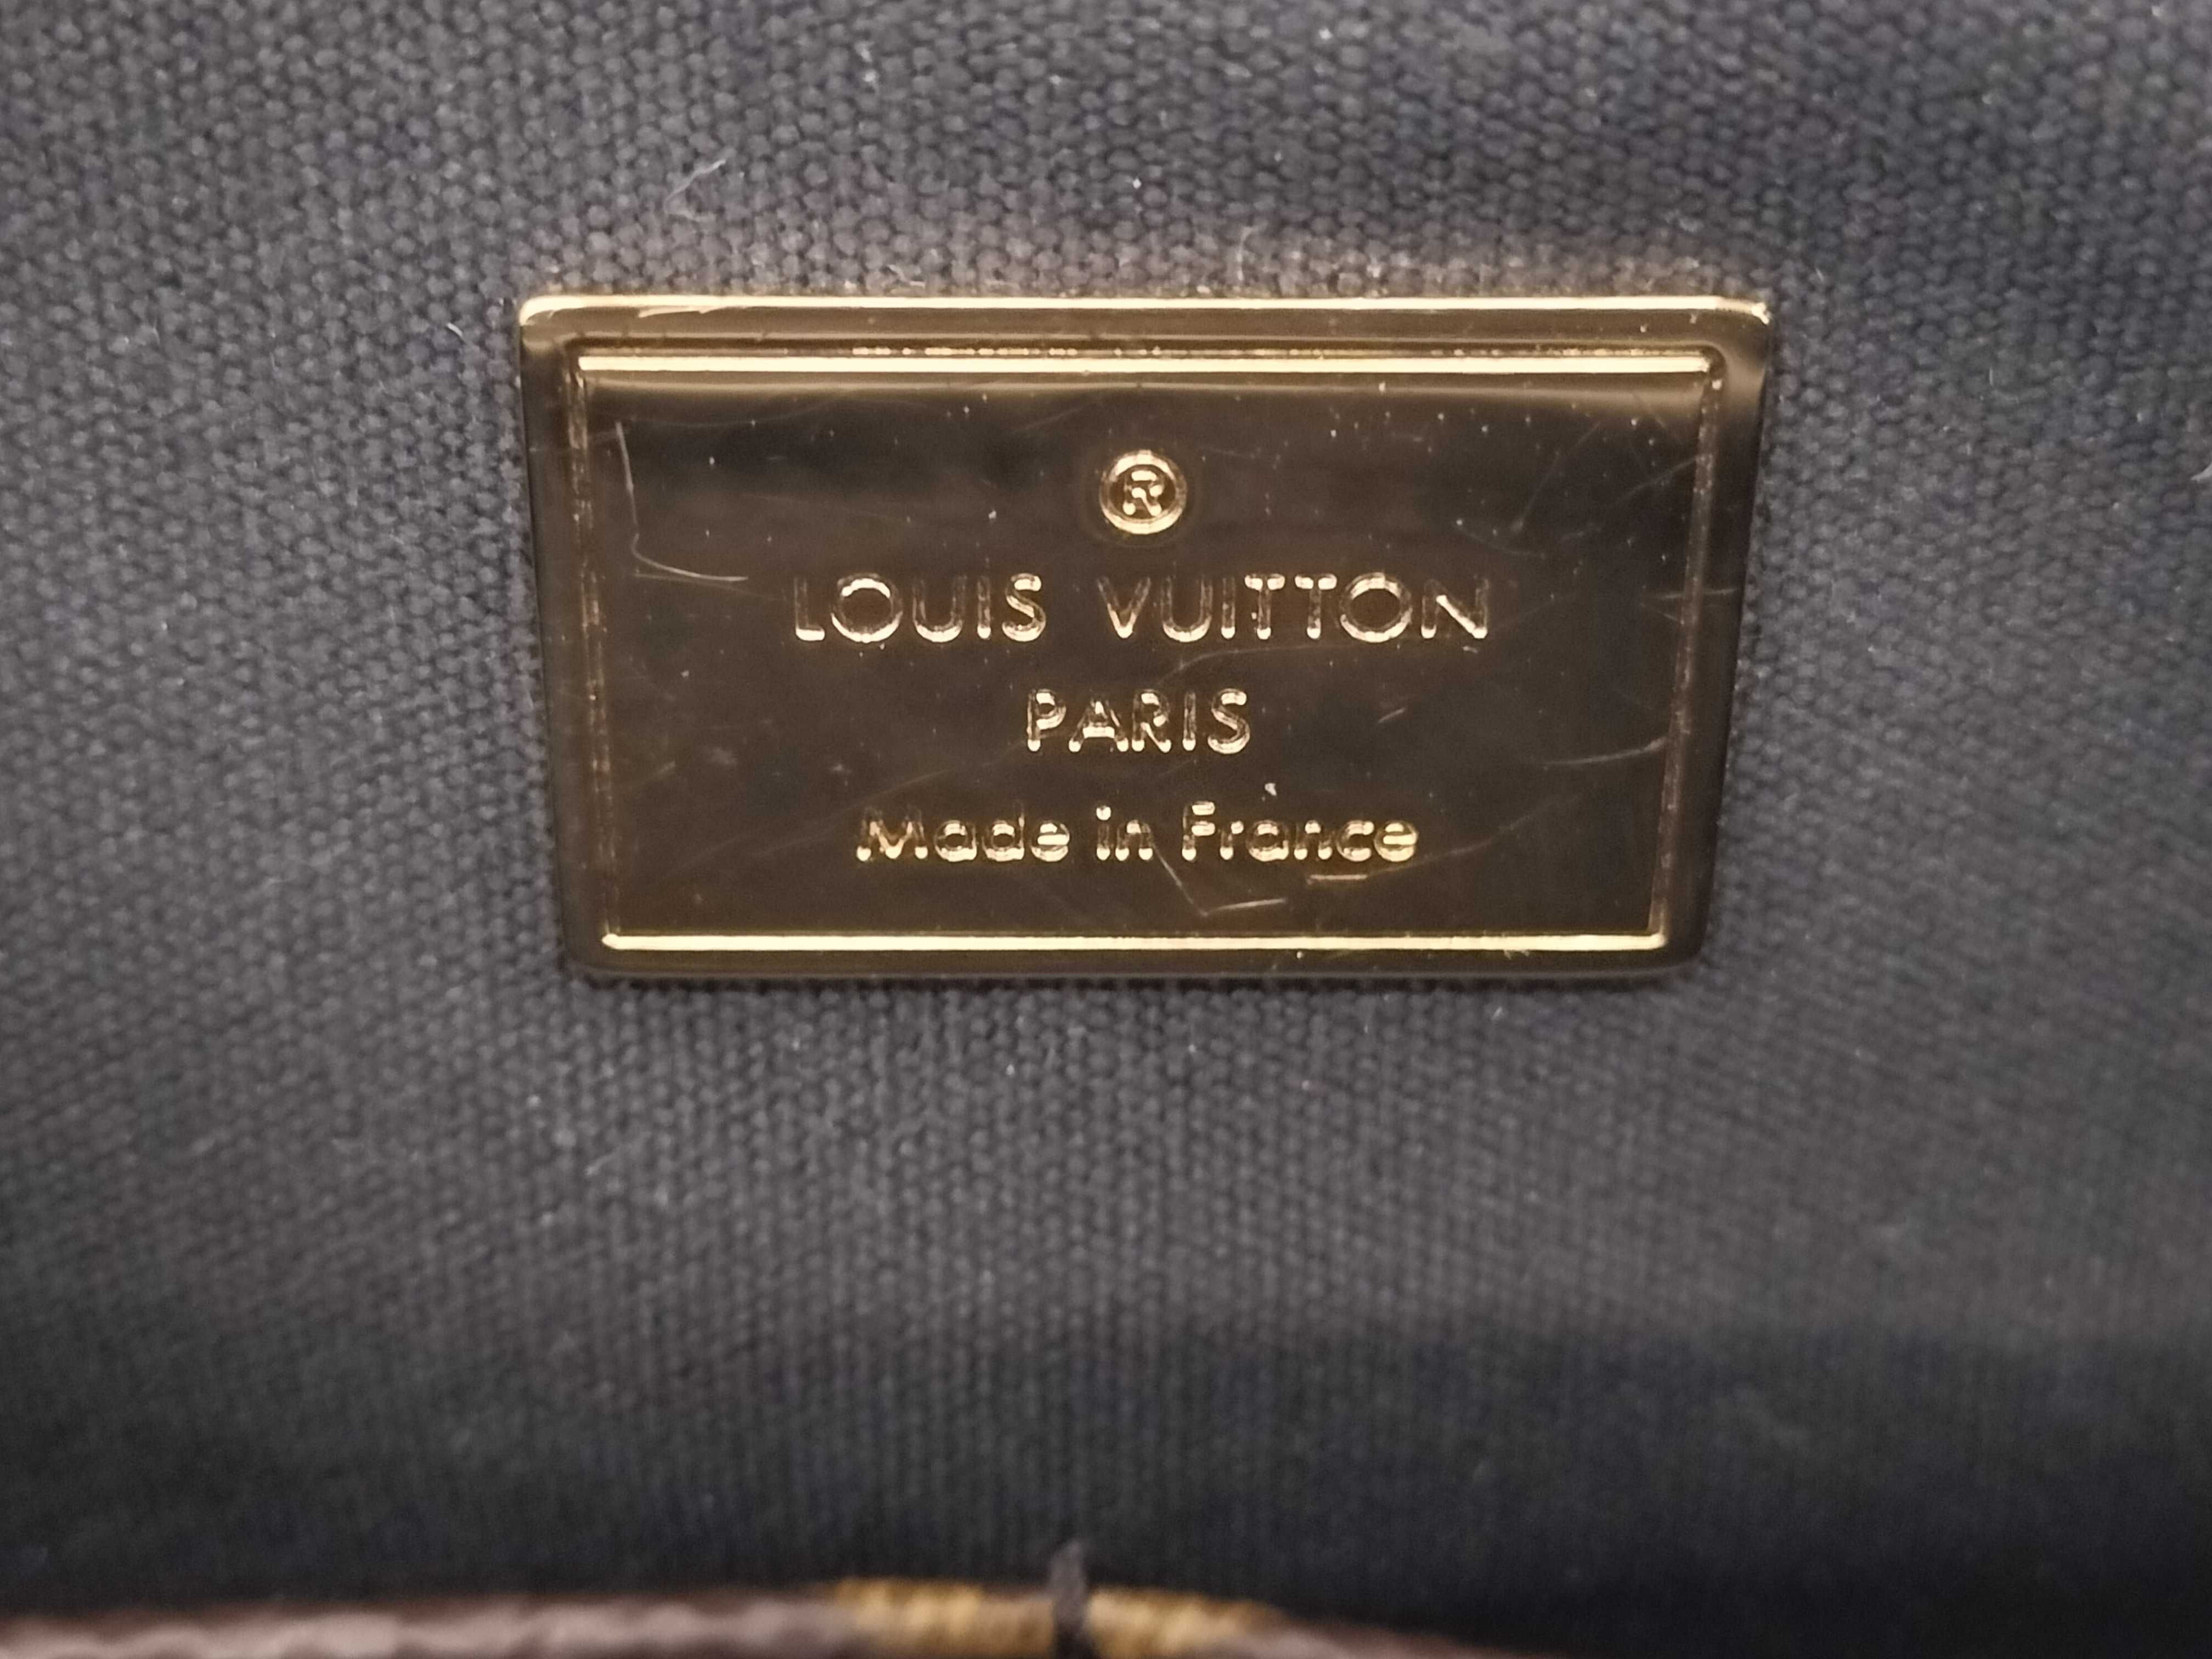 ®
LOUIS VUITTON
PARIS
Made in France